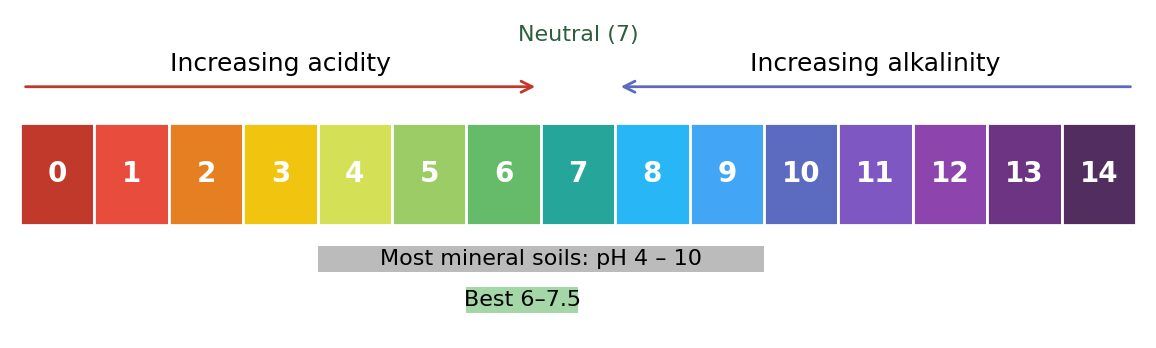 Neutral (7)
Increasing acidity
Increasing alkalinity
0 1 2 3 4 5 6 7 8 9 10 11 12 13 14
Most mineral soils: pH 4 – 10
Best 6–7.5